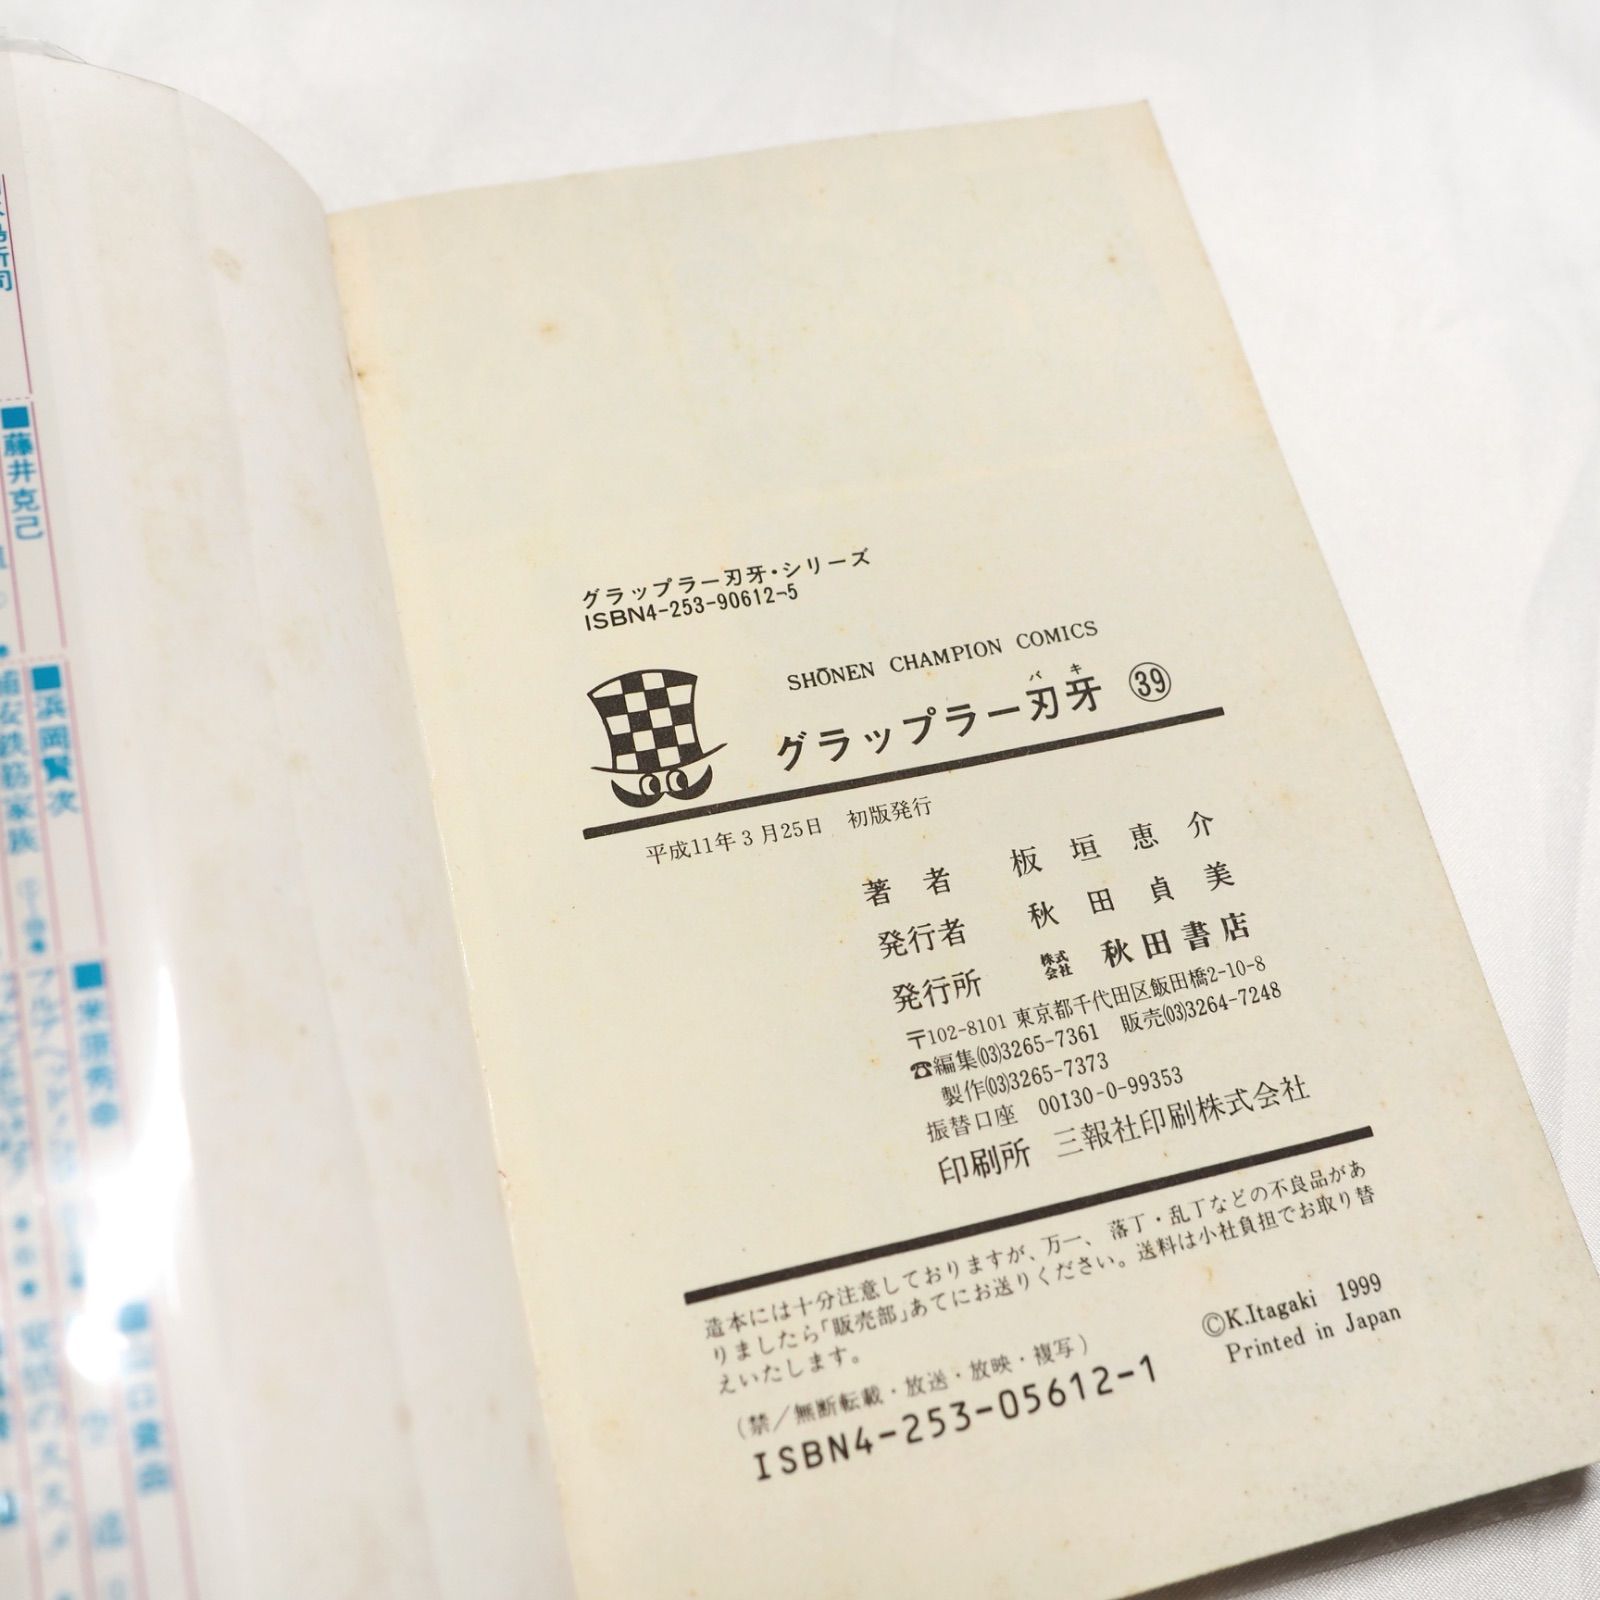 グラップラー刃牙・シリーズ
ISBN4-253-90612-5
SHŌNEN CHAMPION COMICS
バキ
グラップラー刃牙 ㊴
平成11年3月25日 初版発行
著者 板垣恵介
発行者 秋田貞美
発行所 株式会社 秋田書店
〒102-8101 東京都千代田区飯田橋2-10-8
☎編集(03)3265-7361 販売(03)3264-7248
製作(03)3265-7373
振替口座 00130-0-99353
印刷所 三報社印刷株式会社
造本には十分注意しておりますが、万一、落丁・乱丁などの不良品があ
りましたら「販売部」あてにお送りください。送料は小社負担でお取り替
えいたします。
(禁/無断転載・放送・放映・複写)
©K.Itagaki 1999
Printed in Japan
ISBN4-253-05612-1
■藤井克己
■浜岡賢次
浦安鉄筋家族
■米原秀幸